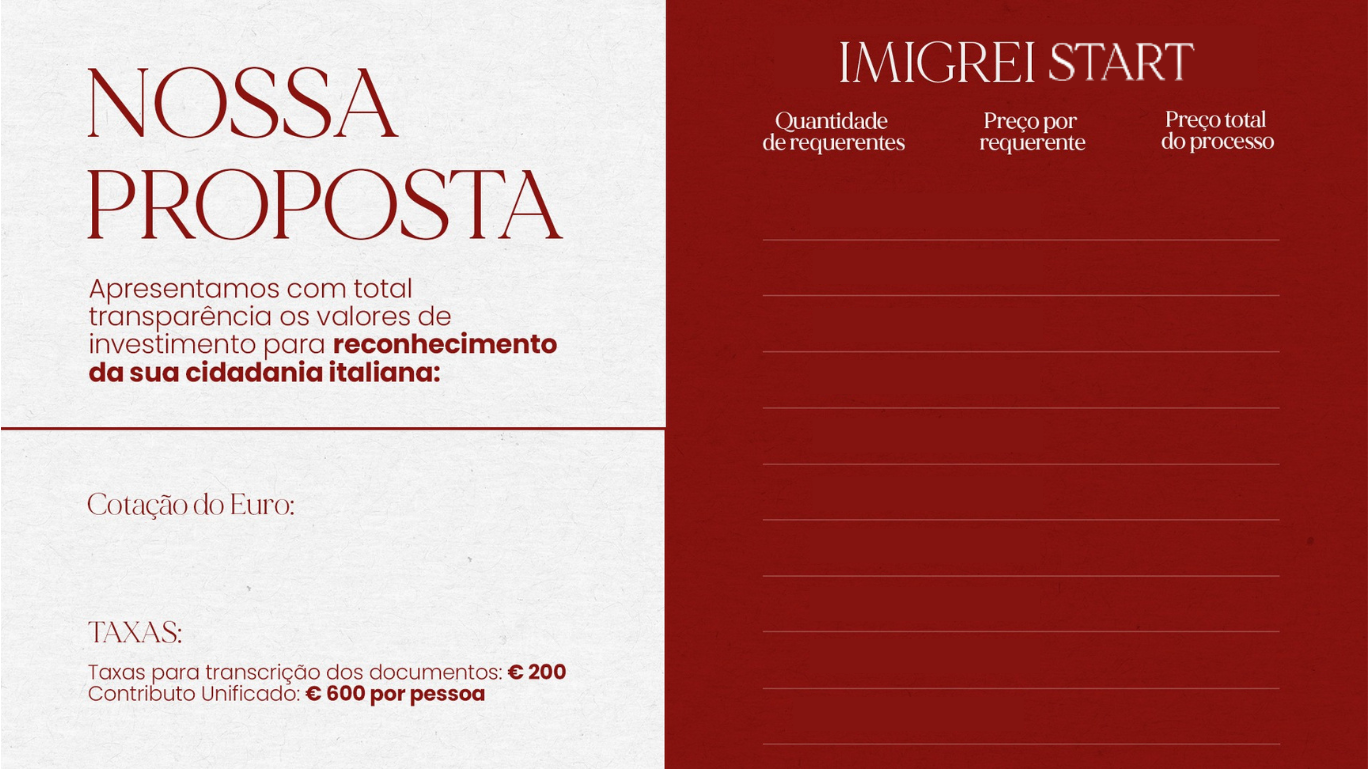 NOSSA
PROPOSTA
Apresentamos com total
transparência os valores de
investimento para reconhecimento
da sua cidadania italiana:
Cotação do Euro:
TAXAS:
Taxas para transcrição dos documentos: € 200
Contributo Unificado: € 600 por pessoa
IMIGREI START
Quantidade
de requerentes
Preço por
requerente
Preço total
do processo